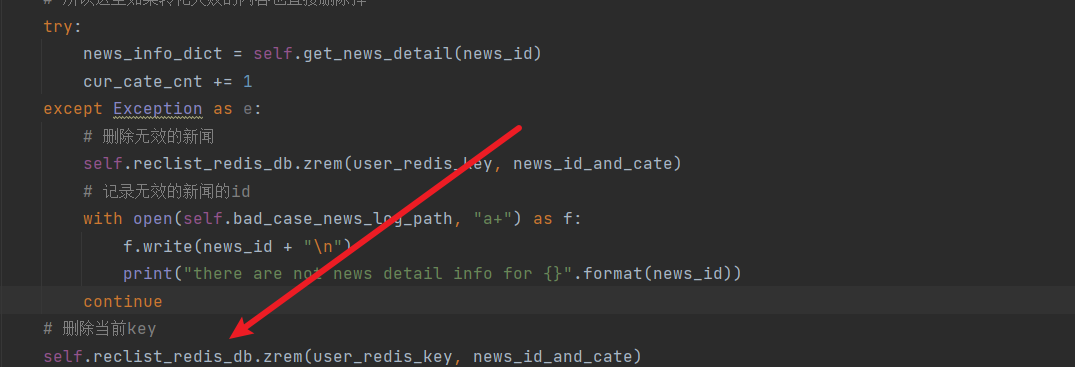 try:
news_info_dict = self.get_news_detail(news_id)
cur_cate_cnt += 1
except Exception as e:
# 删除无效的新闻
self.reclist_redis_db.zrem(user_redis_key, news_id_and_cate)
# 记录无效的新闻的id
with open(self.bad_case_news_log_path, "a+") as f:
f.write(news_id + "\n")
print("there are not news detail info for {}".format(news_id))
continue
# 删除当前key
self.reclist_redis_db.zrem(user_redis_key, news_id_and_cate)